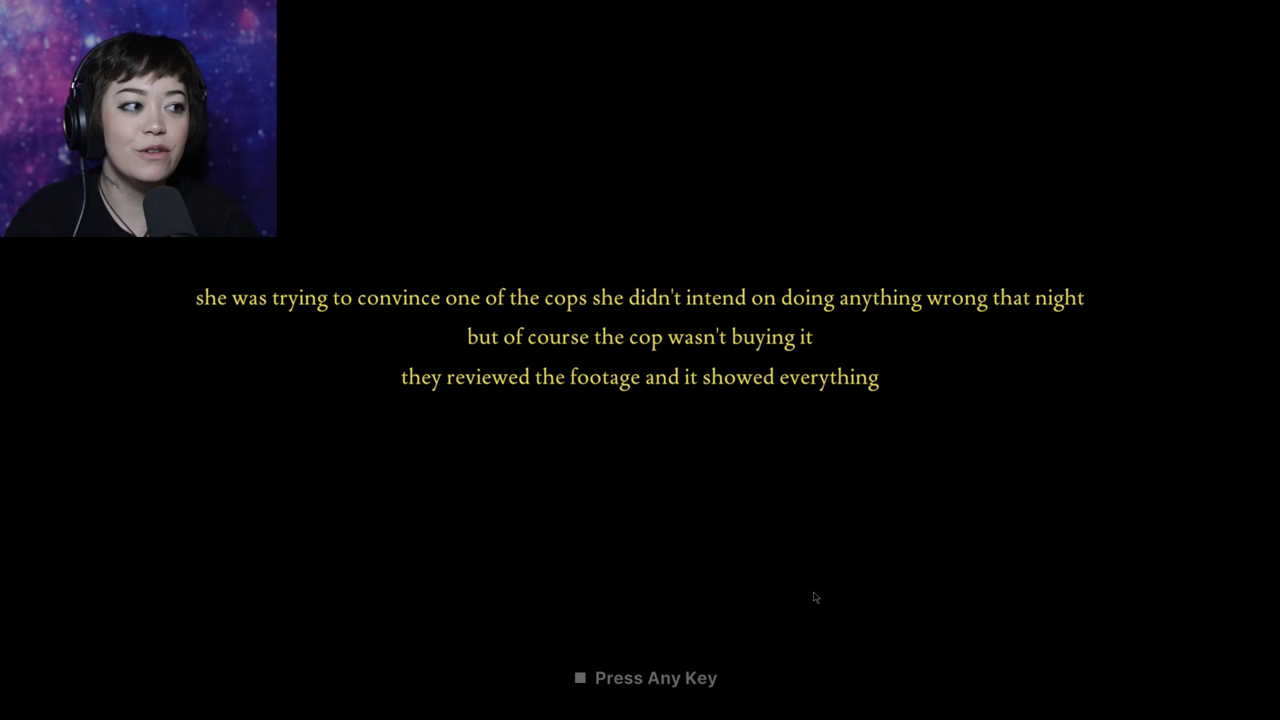 she was trying to convince one of the cops she didn't intend on doing anything wrong that night
but of course the cop wasn't buying it
they reviewed the footage and it showed everything
Press Any Key